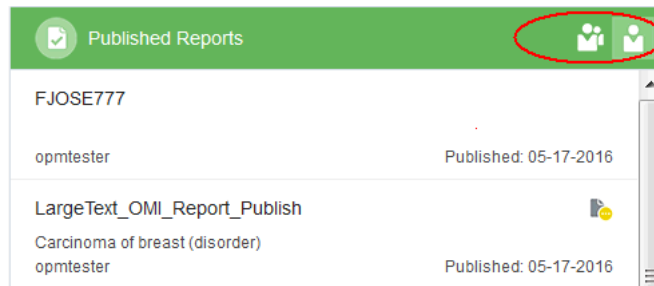 Published Reports
FJOSE777
opmtester Published: 05-17-2016
LargeText_OMI_Report_Publish
Carcinoma of breast (disorder)
opmtester Published: 05-17-2016